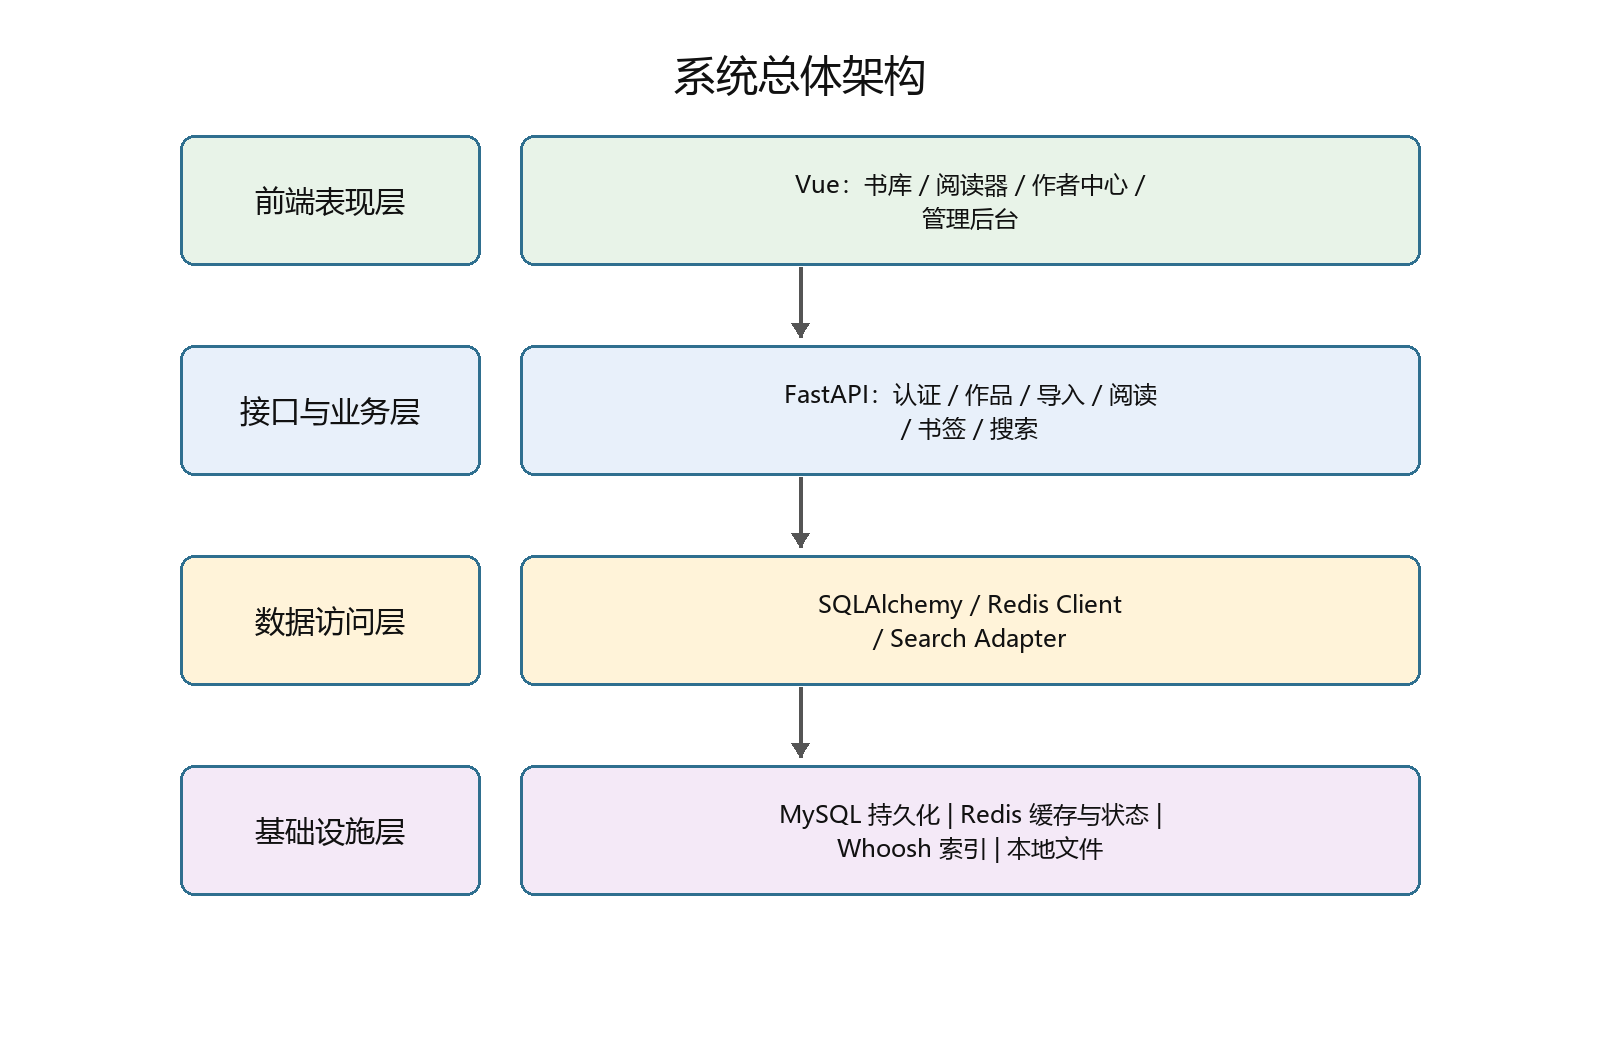 系统总体架构
前端表现层
Vue：书库 / 阅读器 / 作者中心 /
管理后台
接口与业务层
FastAPI：认证 / 作品 / 导入 / 阅读
/ 书签 / 搜索
数据访问层
SQLAlchemy / Redis Client
/ Search Adapter
基础设施层
MySQL 持久化 | Redis 缓存与状态 |
Whoosh 索引 | 本地文件